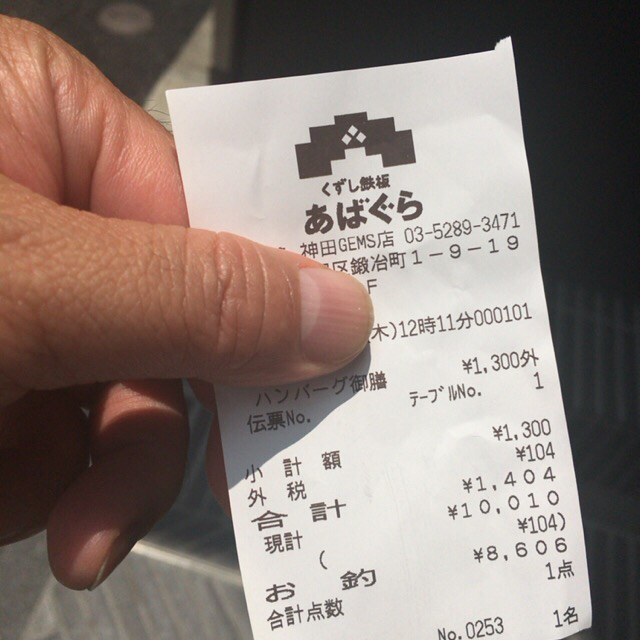 くずし鉄板
あばぐら
神田GEMS店 03-5289-3471
区鍛冶町1-9-19
F
(木)12時11分000101
ハンバーグ御膳 ¥1,300外
伝票No. テーブルNo. 1
小計額 ¥1,300
外税 ¥104
合計 ¥1,404
現計 ¥10,010
( ¥104)
お釣 ¥8,606
合計点数 1点
No.0253 1名